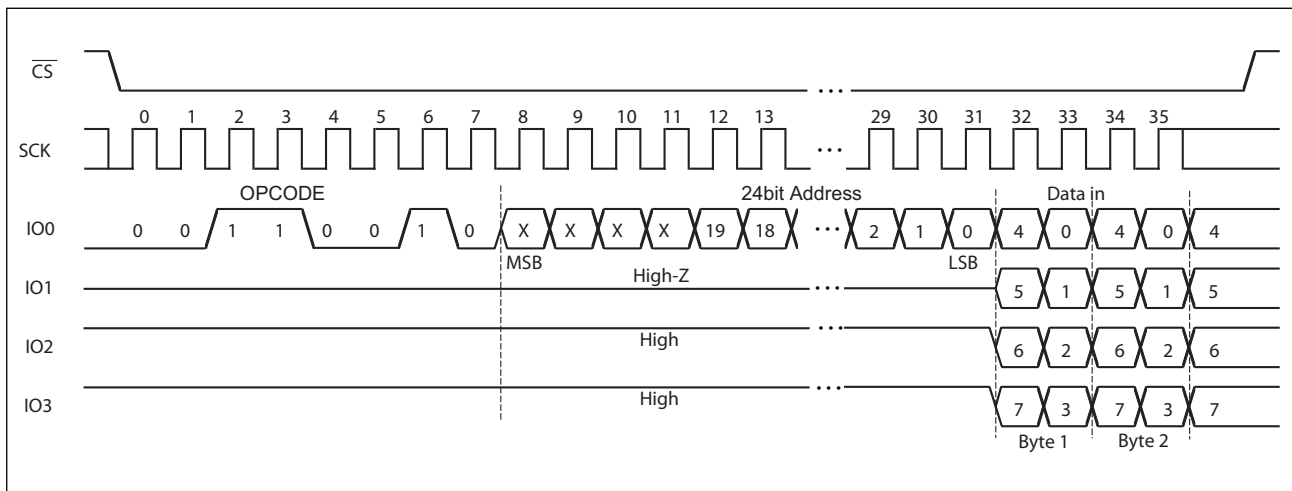 CS
0 1 2 3 4 5 6 7 8 9 10 11 12 13 ... 29 30 31 32 33 34 35
SCK
OPCODE 24bit Address Data in
IO0 0 0 1 1 0 0 1 0 X X X X 19 18 ... 2 1 0 4 0 4 0 4
MSB LSB
IO1 High-Z ... 5 1 5 1 5
IO2 High ... 6 2 6 2 6
IO3 High ... 7 3 7 3 7
Byte 1 Byte 2